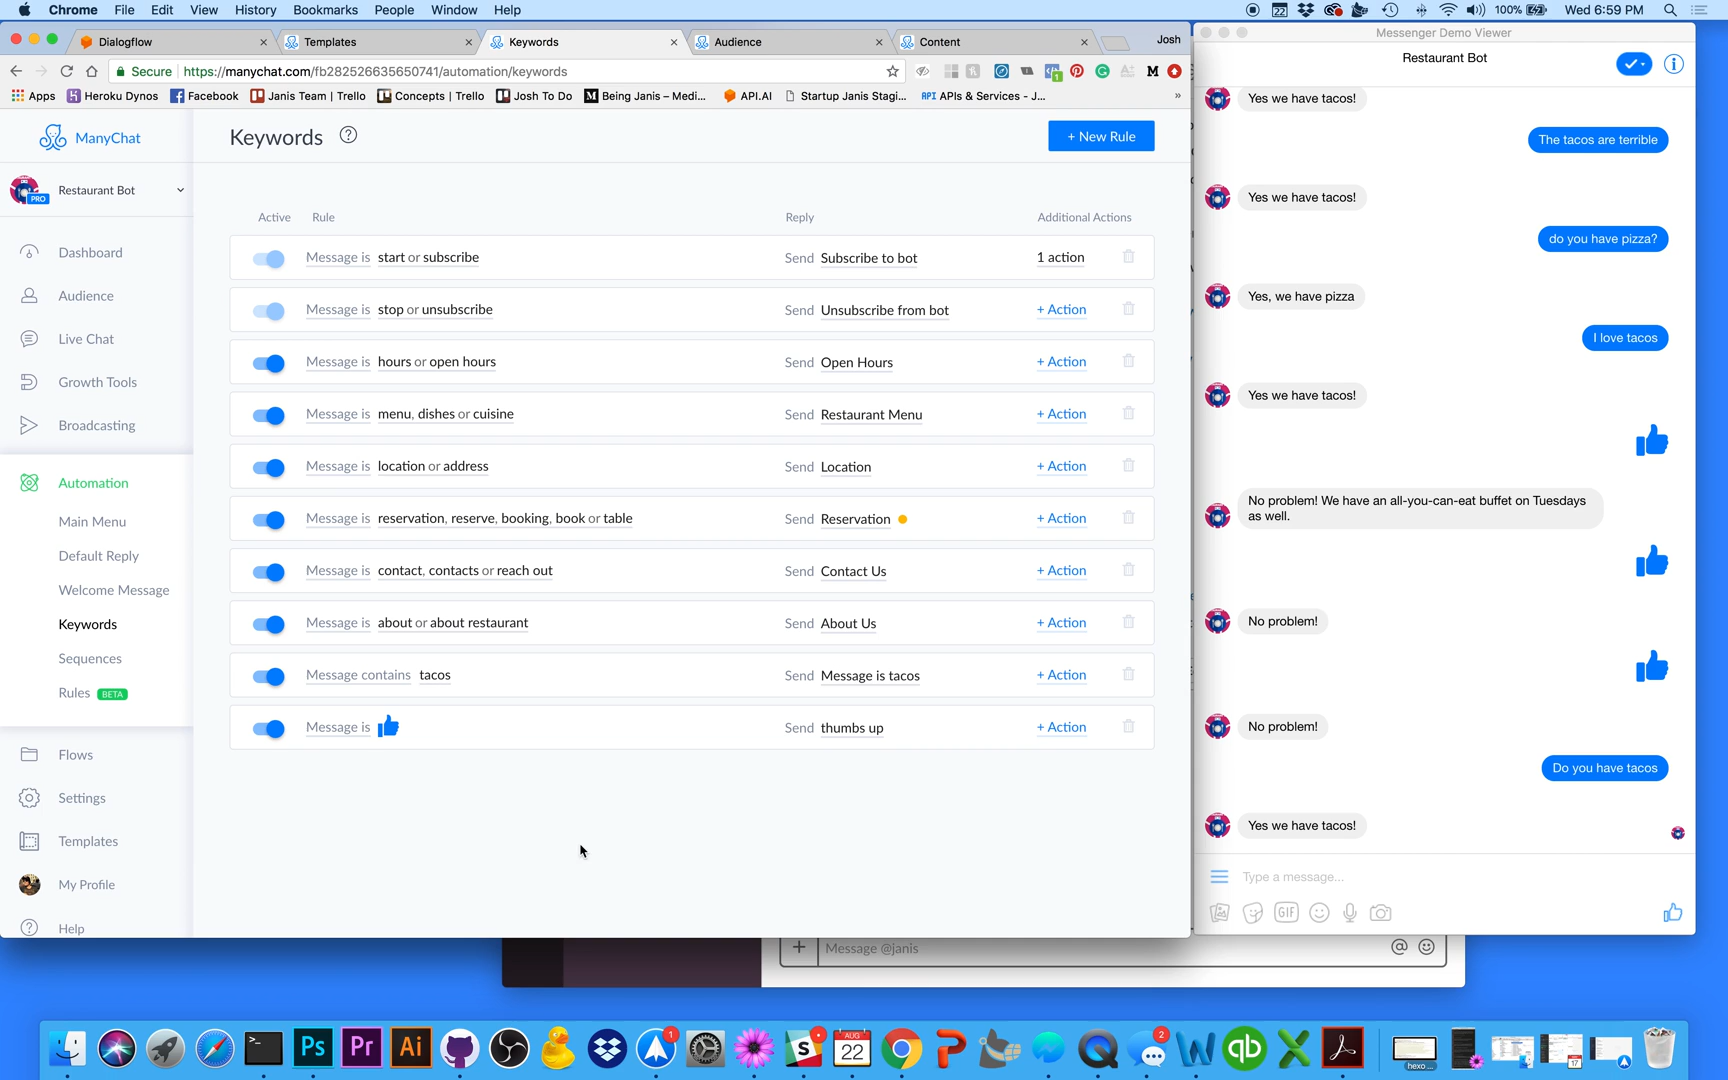 Chrome File Edit View History Bookmarks People Window Help
22 100% Wed 6:59 PM
Dialogflow Templates Keywords Audience Content Josh
Secure https://manychat.com/fb282526635650741/automation/keywords
Apps Heroku Dynos Facebook Janis Team | Trello Concepts | Trello Josh To Do Being Janis – Medi... API.AI Startup Janis Stagi... API APIs & Services - J... »
ManyChat
Restaurant Bot
PRO
Dashboard
Audience
Live Chat
Growth Tools
Broadcasting
Automation
Main Menu
Default Reply
Welcome Message
Keywords
Sequences
Rules BETA
Flows
Settings
Templates
My Profile
Help
Keywords ?
+ New Rule
Active Rule Reply Additional Actions
Message is start or subscribe Send Subscribe to bot 1 action
Message is stop or unsubscribe Send Unsubscribe from bot + Action
Message is hours or open hours Send Open Hours + Action
Message is menu, dishes or cuisine Send Restaurant Menu + Action
Message is location or address Send Location + Action
Message is reservation, reserve, booking, book or table Send Reservation + Action
Message is contact, contacts or reach out Send Contact Us + Action
Message is about or about restaurant Send About Us + Action
Message contains tacos Send Message is tacos + Action
Message is Send thumbs up + Action
Messenger Demo Viewer
Restaurant Bot
Yes we have tacos!
The tacos are terrible
Yes we have tacos!
do you have pizza?
Yes, we have pizza
I love tacos
Yes we have tacos!
No problem! We have an all-you-can-eat buffet on Tuesdays
as well.
No problem!
No problem!
Do you have tacos
Yes we have tacos!
Type a message...
GIF
+ Message @janis @
Ps Pr Ai 1 S AUG 22 P 2 W qb X hexo ... 17